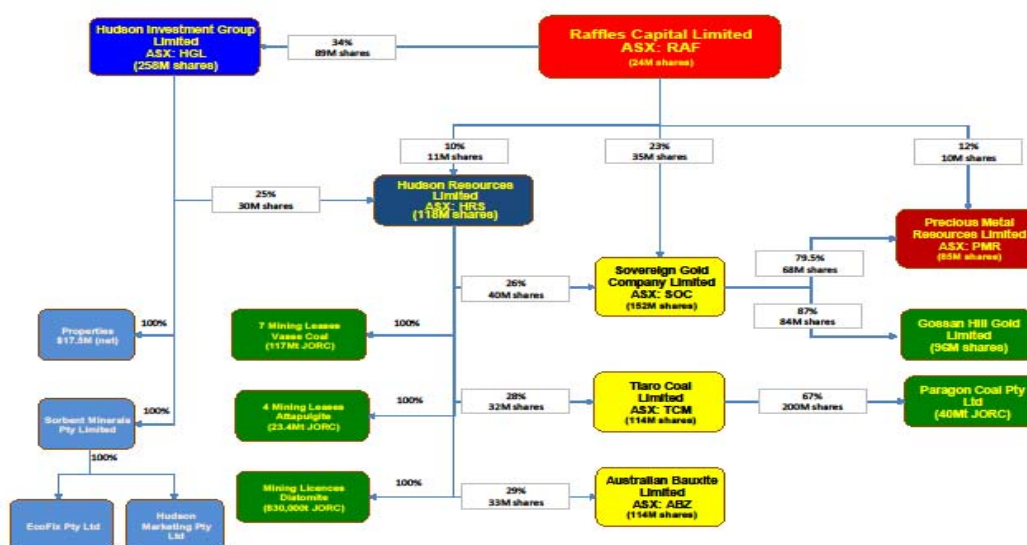 Hudson Investment Group
Limited
ASX: HGL
(258M shares)
34%
89M shares
Raffles Capital Limited
ASX: RAF
(24M shares)
10%
11M shares
23%
35M shares
12%
10M shares
25%
30M shares
Hudson Resources
Limited
ASX: HRS
(118M shares)
Precious Metal
Resources Limited
ASX: PMR
(85M shares)
26%
40M shares
Sovereign Gold
Company Limited
ASX: SOC
(152M shares)
79.5%
68M shares
87%
84M shares
Gossan Hill Gold
Limited
(96M shares)
Properties
$17.5M (net)
100%
7 Mining Leases
Vasse Coal
(117Mt JORC)
100%
Sorbent Minerals
Pty Limited
100%
4 Mining Leases
Attapulgite
(23.4Mt JORC)
100%
28%
32M shares
Tiaro Coal
Limited
ASX: TCM
(114M shares)
67%
200M shares
Paragon Coal Pty
Ltd
(40Mt JORC)
100%
EcoFix Pty Ltd
Hudson
Marketing Pty
Ltd
Mining Licences
Diatomite
(830,000t JORC)
100%
29%
33M shares
Australian Bauxite
Limited
ASX: ABZ
(114M shares)